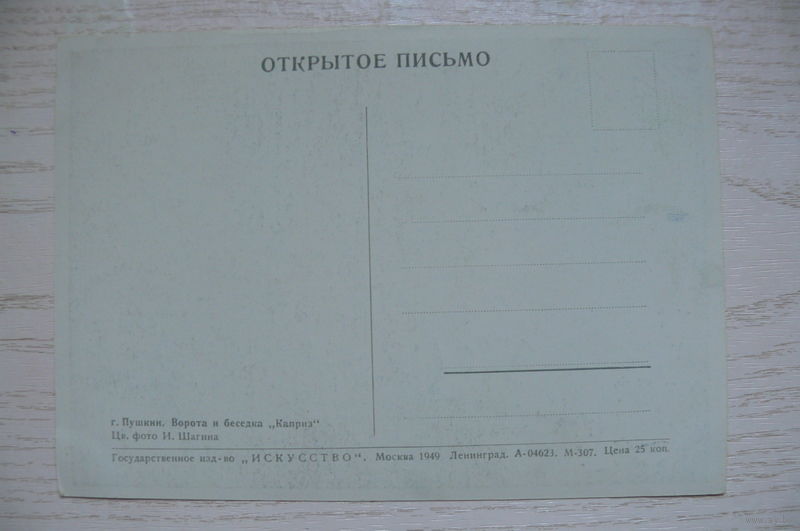 ОТКРЫТОЕ ПИСЬМО
г. Пушкин. Ворота и беседка „Каприз“
Цв. фото И. Шагина
Государственное изд-во „ИСКУССТВО“. Москва 1949 Ленинград. А-04623. М-307. Цена 25 коп.